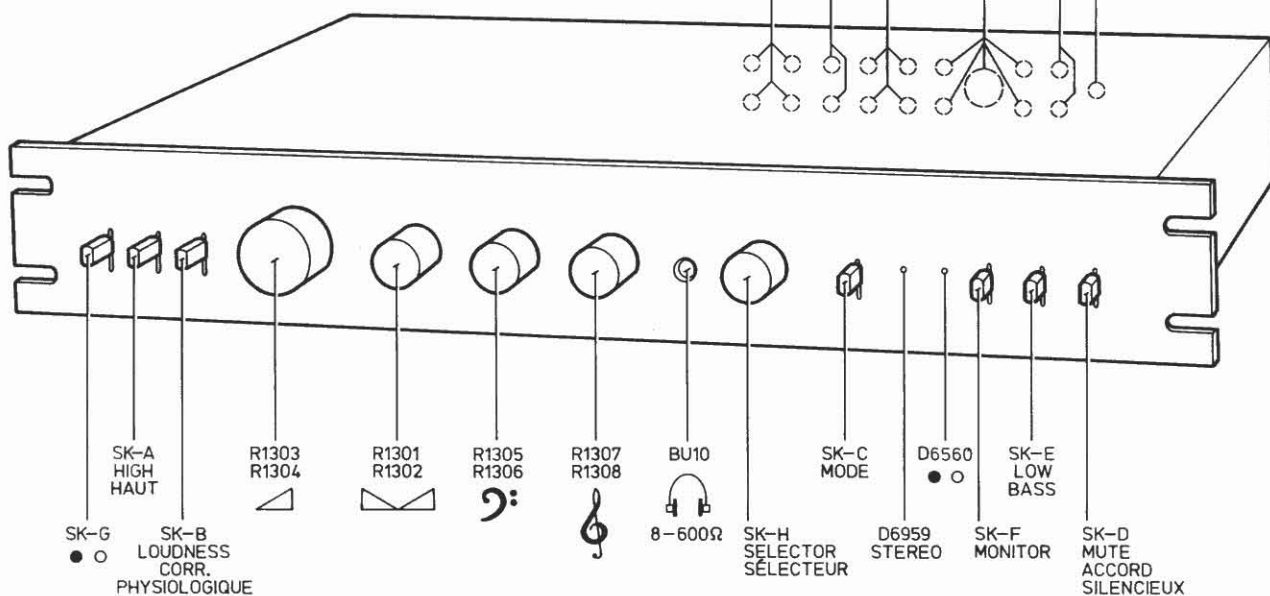 SK-G
SK-A
HIGH
HAUT
SK-B
LOUDNESS
CORR.
PHYSIOLOGIQUE
R1303
R1304
R1301
R1302
R1305
R1306
R1307
R1308
BU10
8-600Ω
SK-H
SELECTOR
SÉLECTEUR
SK-C
MODE
D6959
STEREO
D6560
SK-F
MONITOR
SK-E
LOW
BASS
SK-D
MUTE
ACCORD
SILENCIEUX